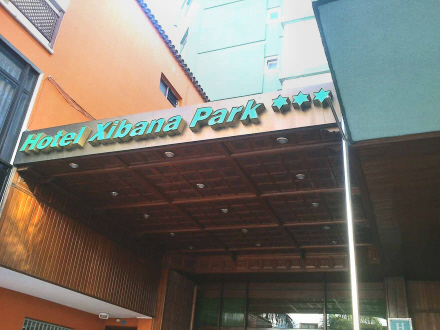 Hotel Xibana Park ★★★